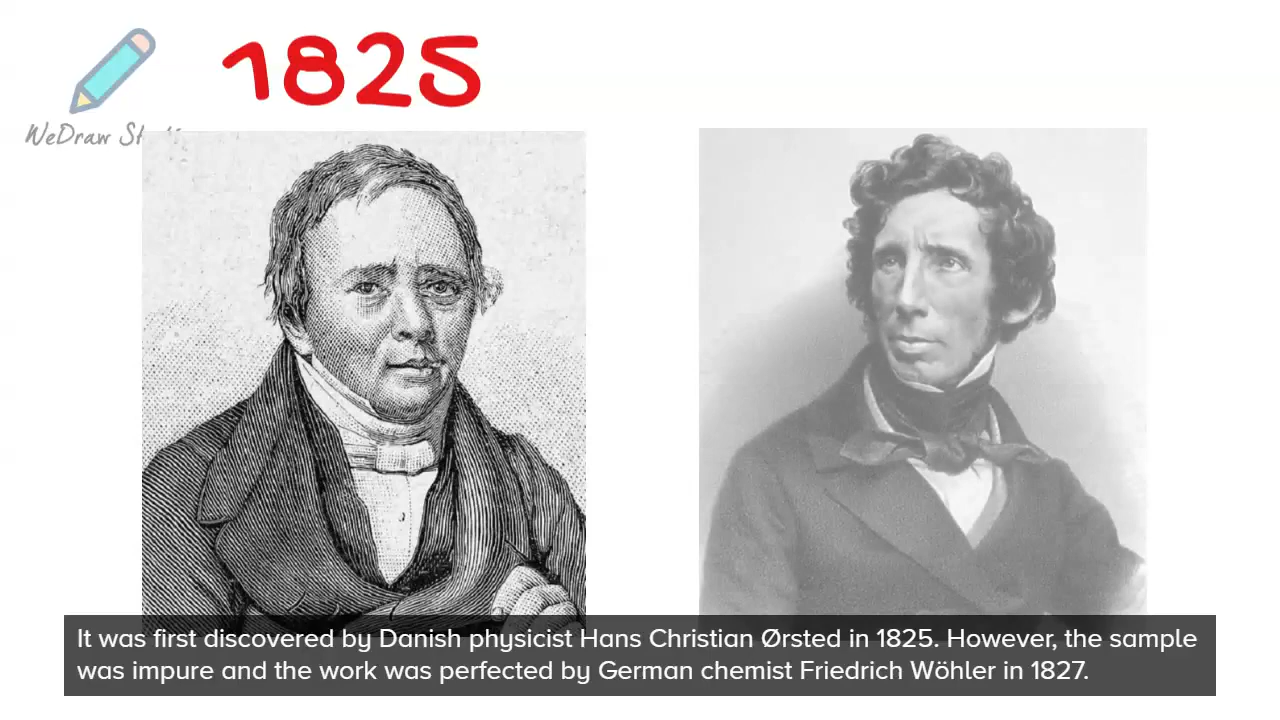 1825
WeDraw
It was first discovered by Danish physicist Hans Christian Ørsted in 1825. However, the sample
was impure and the work was perfected by German chemist Friedrich Wöhler in 1827.